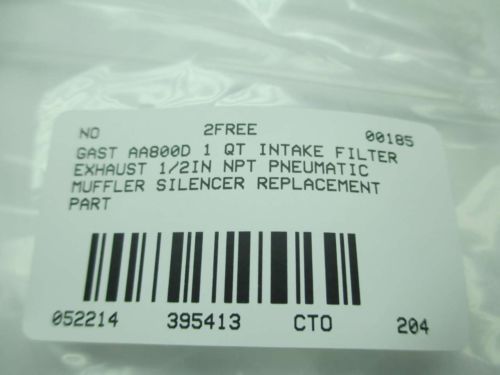 NO 2FREE 00185
GAST AA800D 1 QT INTAKE FILTER
EXHAUST 1/2IN NPT PNEUMATIC
MUFFLER SILENCER REPLACEMENT
PART
052214 395413 CTO 204